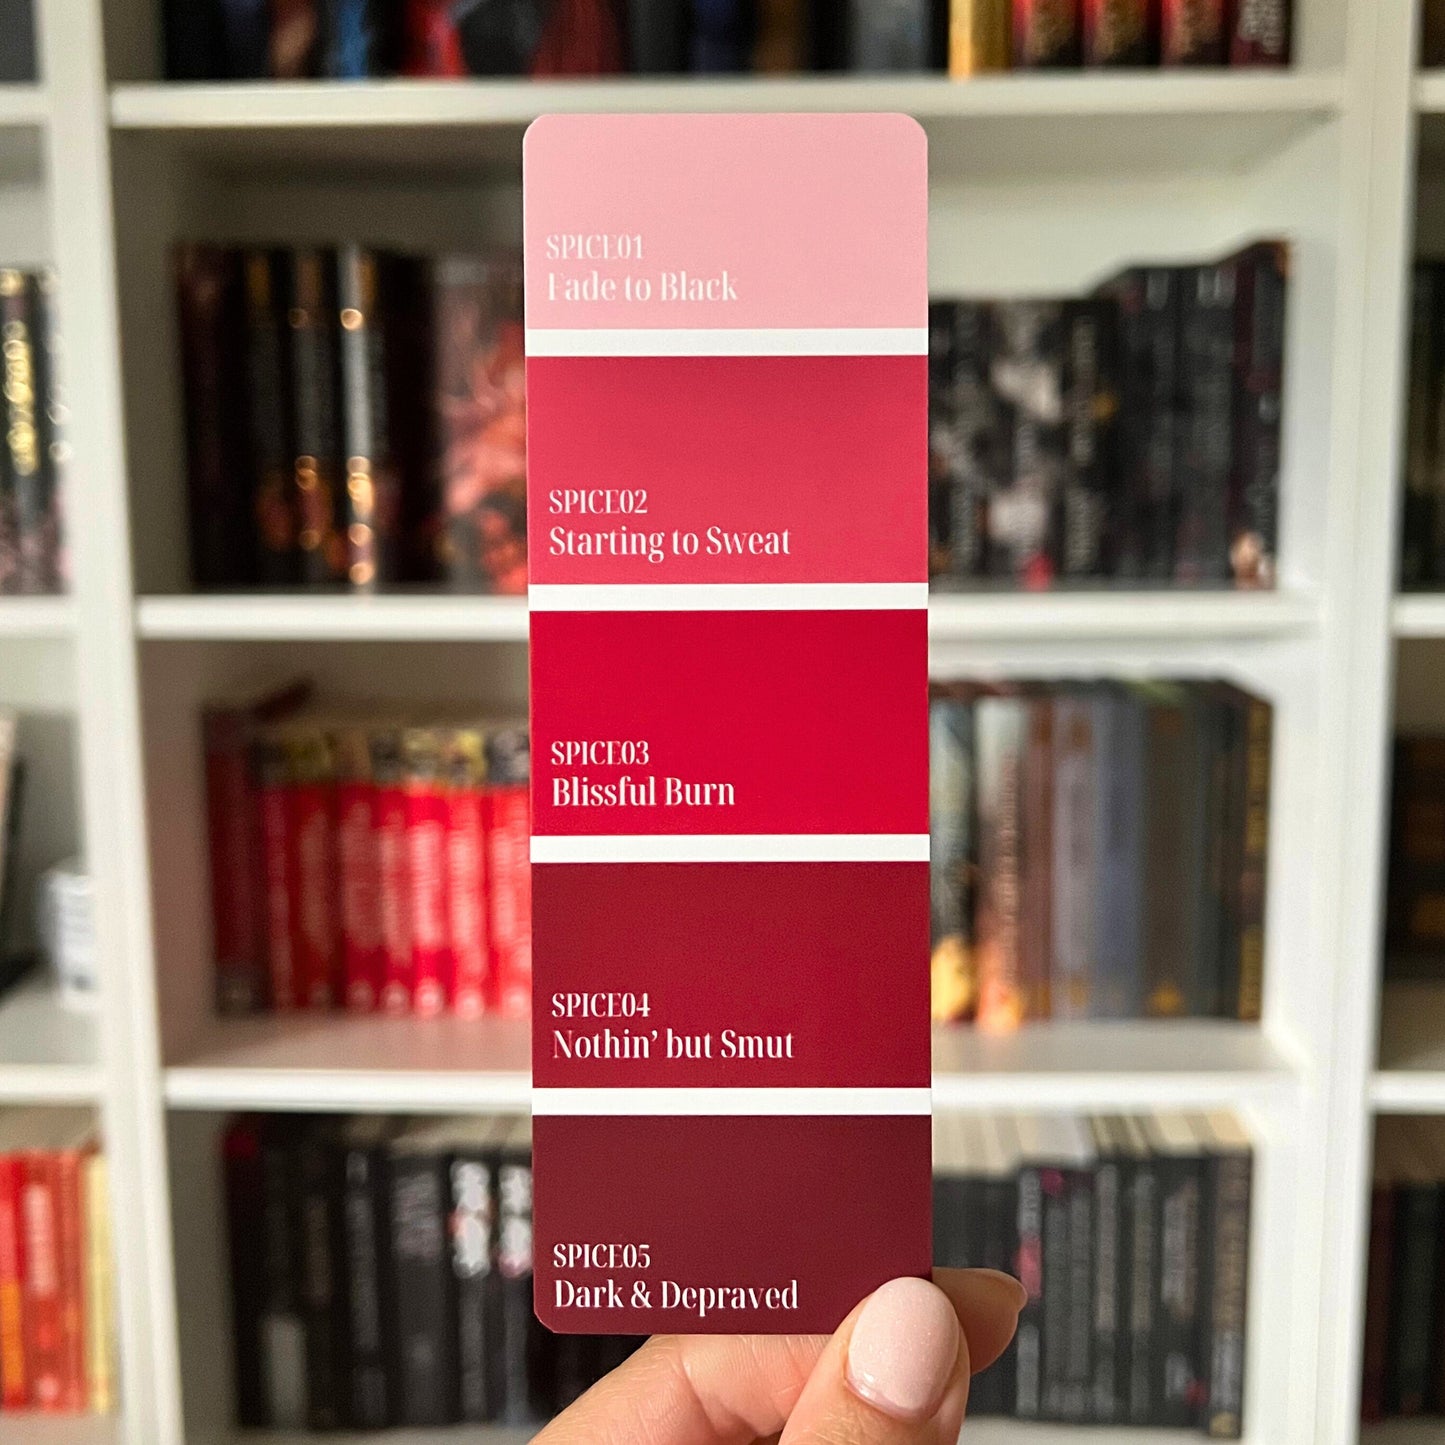 SPICE01
Fade to Black
SPICE02
Starting to Sweat
SPICE03
Blissful Burn
SPICE04
Nothin’ but Smut
SPICE05
Dark & Depraved